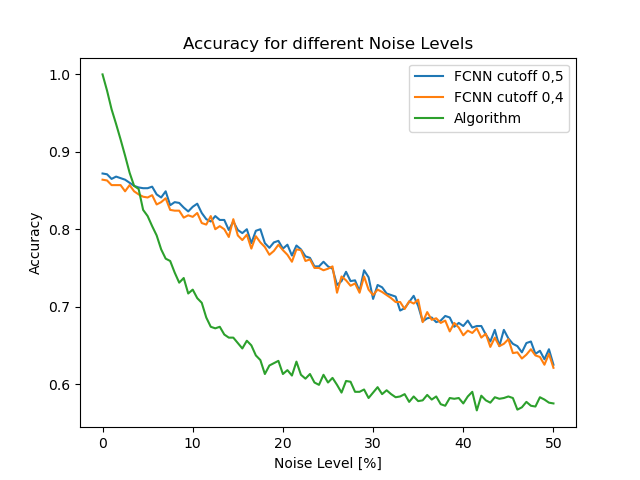 Accuracy for different Noise Levels
FCNN cutoff 0,5
FCNN cutoff 0,4
Algorithm
Accuracy
1.0
0.9
0.8
0.7
0.6
0
10
20
30
40
50
Noise Level [%]